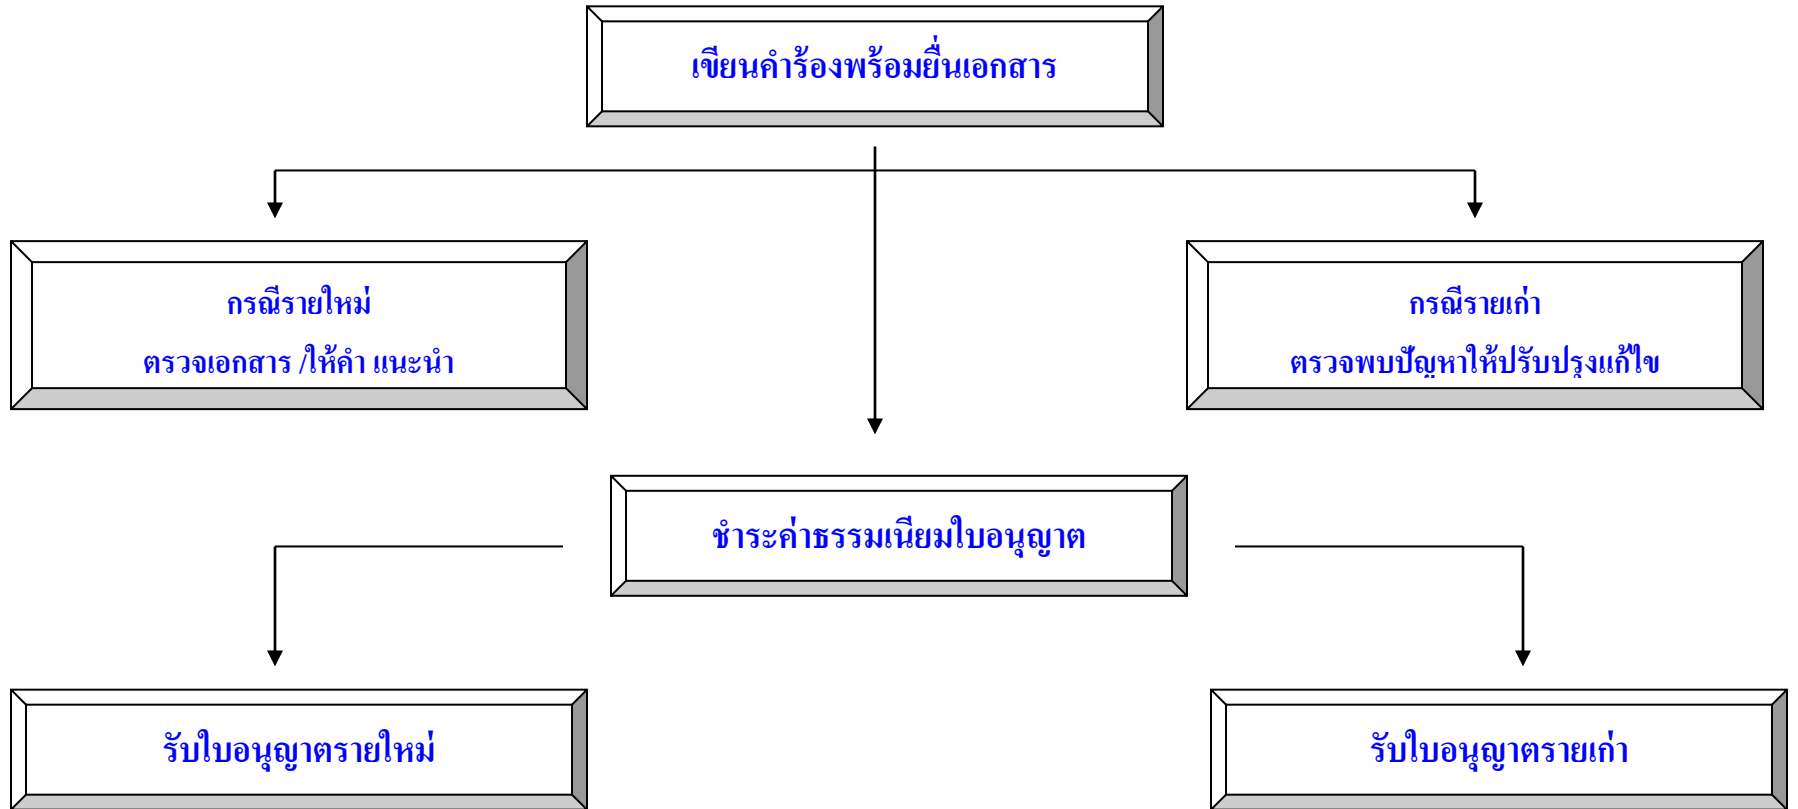 เขียนคำร้องพร้อมยื่นเอกสาร
กรณีรายใหม่
ตรวจเอกสาร /ให้คำ แนะนำ
กรณีรายเก่า
ตรวจพบปัญหาให้ปรับปรุงแก้ไข
ชำระค่าธรรมเนียมใบอนุญาต
รับใบอนุญาตรายใหม่
รับใบอนุญาตรายเก่า